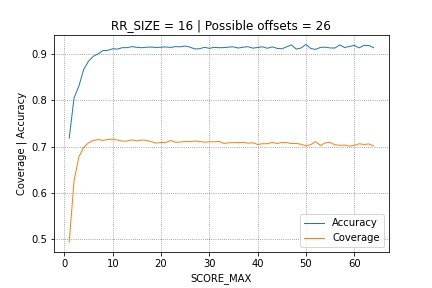 RR_SIZE = 16 | Possible offsets = 26
Coverage | Accuracy
0.9
0.8
0.7
0.6
0.5
0 10 20 30 40 50 60
SCORE_MAX
Accuracy
Coverage